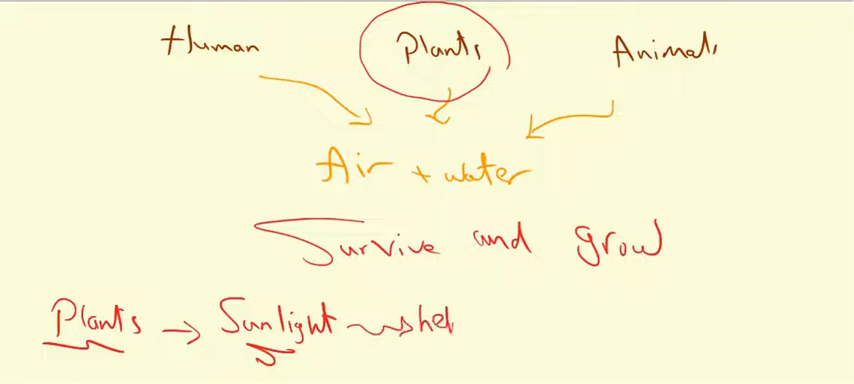 Human Plants Animals
Air + water
Survive and grow
Plants → Sunlight shel